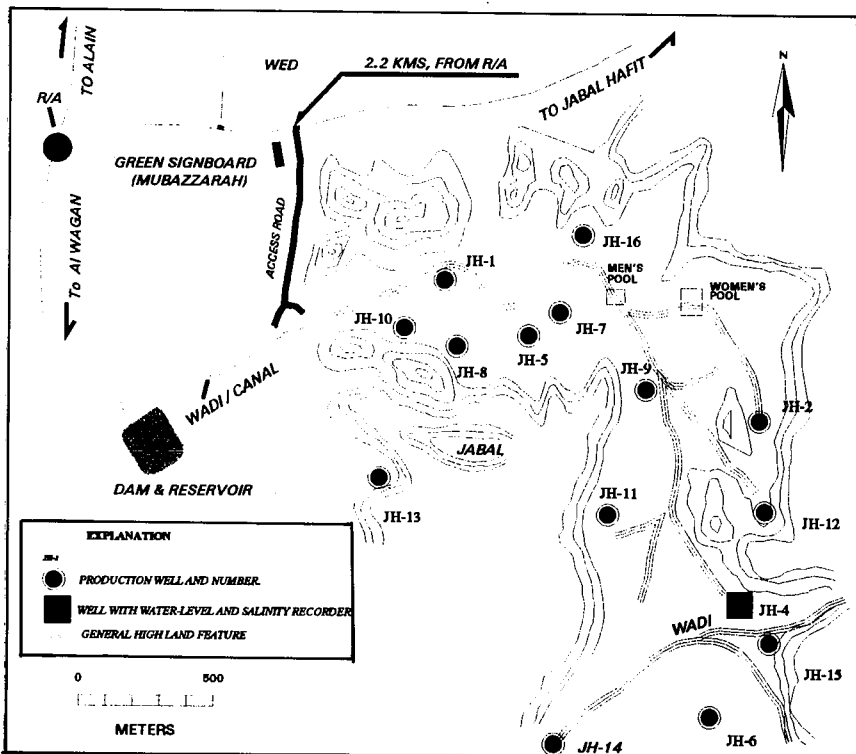 TO ALAIN
WED
2.2 KMS, FROM R/A
TO JABAL HAFIT
N
R/A
GREEN SIGNBOARD
(MUBAZZARAH)
ACCESS ROAD
To Al WAGAN
JH-16
JH-1
MEN'S
POOL
WOMEN'S
POOL
JH-10
JH-7
JH-5
JH-8
JH-9
JH-2
WADI / CANAL
JABAL
DAM & RESERVOIR
JH-13
JH-11
JH-12
EXPLANATION
JH-1
PRODUCTION WELL AND NUMBER.
WELL WITH WATER-LEVEL AND SALINITY RECORDER
GENERAL HIGH LAND FEATURE
JH-4
WADI
JH-15
0 500
METERS
JH-14
JH-6